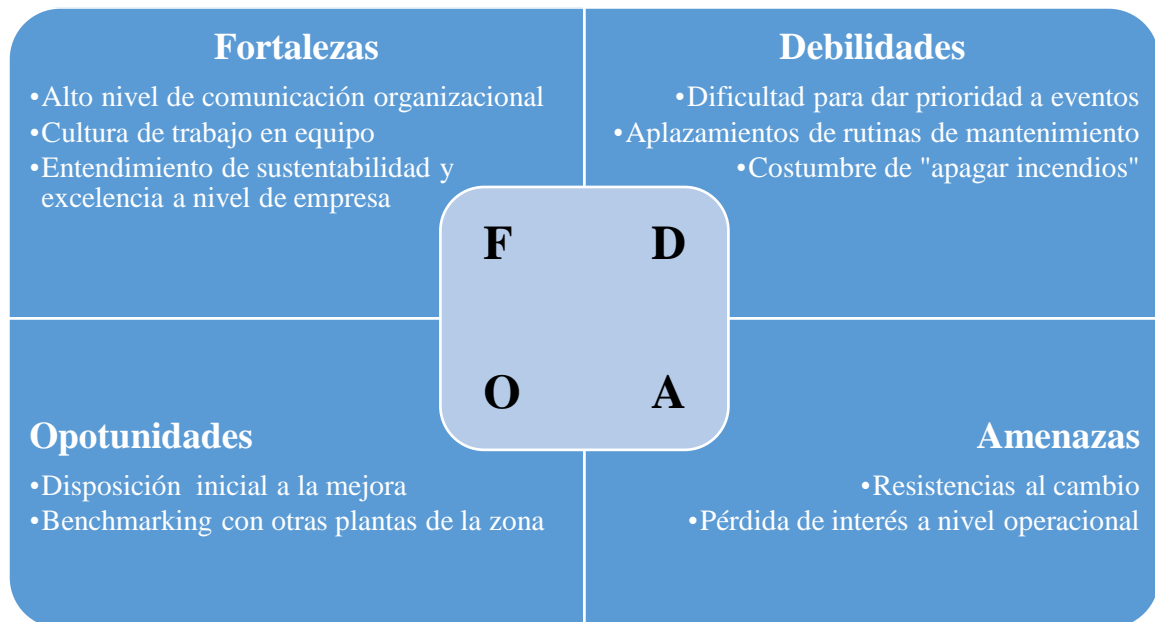 Fortalezas
•Alto nivel de comunicación organizacional
•Cultura de trabajo en equipo
•Entendimiento de sustentabilidad y
excelencia a nivel de empresa
Debilidades
•Dificultad para dar prioridad a eventos
•Aplazamientos de rutinas de mantenimiento
•Costumbre de "apagar incendios"
F
D
O
A
Opotunidades
•Disposición inicial a la mejora
•Benchmarking con otras plantas de la zona
Amenazas
•Resistencias al cambio
•Pérdida de interés a nivel operacional